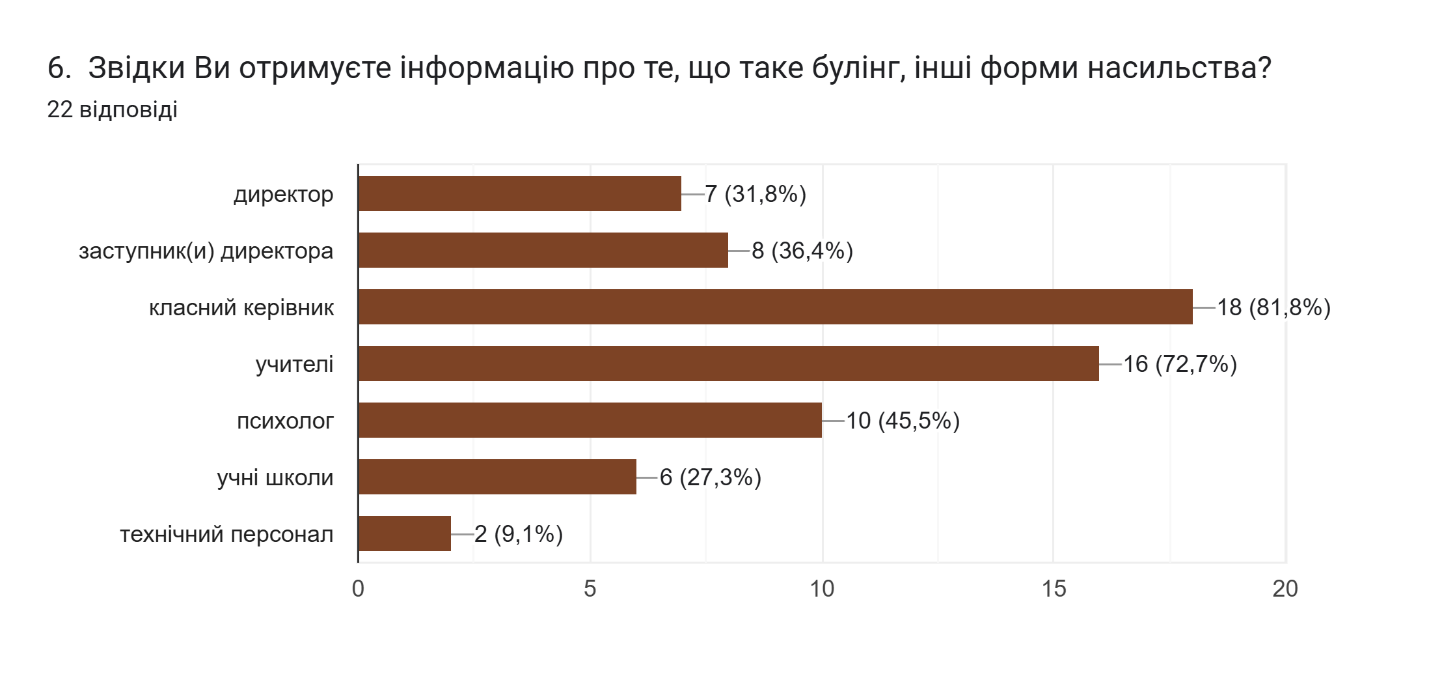 6. Звідки Ви отримуєте інформацію про те, що таке булінг, інші форми насильства?
22 відповіді
директор 7 (31,8%)
заступник(и) директора 8 (36,4%)
класний керівник 18 (81,8%)
учителі 16 (72,7%)
психолог 10 (45,5%)
учні школи 6 (27,3%)
технічний персонал 2 (9,1%)
0 5 10 15 20